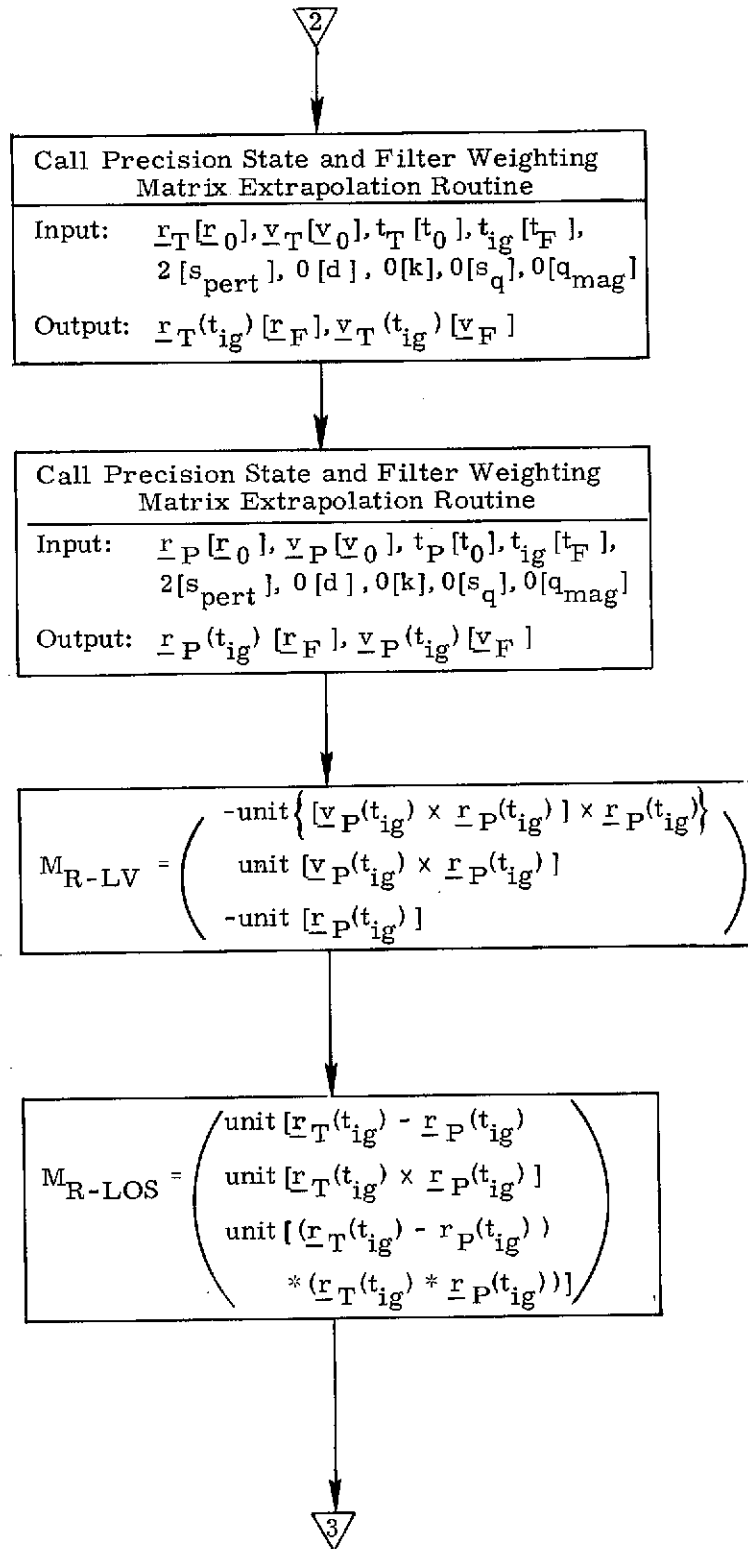 2
Call Precision State and Filter Weighting
Matrix Extrapolation Routine
Input: r_T [r_0], v_T [v_0], t_T [t_0], t_ig [t_F],
2 [s_pert], 0 [d], 0[k], 0[s_q], 0[q_mag]
Output: r_T(t_ig) [r_F], v_T(t_ig) [v_F]
Call Precision State and Filter Weighting
Matrix Extrapolation Routine
Input: r_P [r_0], v_P [v_0], t_P [t_0], t_ig [t_F],
2[s_pert], 0 [d], 0[k], 0[s_q], 0[q_mag]
Output: r_P(t_ig) [r_F], v_P(t_ig) [v_F]
-unit{[v_P(t_ig) × r_P(t_ig)] × r_P(t_ig)}
M_R-LV = unit [v_P(t_ig) × r_P(t_ig)]
-unit [r_P(t_ig)]
unit [r_T(t_ig) - r_P(t_ig)
M_R-LOS = unit [r_T(t_ig) × r_P(t_ig)]
unit [(r_T(t_ig) - r_P(t_ig))
*(r_T(t_ig) * r_P(t_ig))]
3